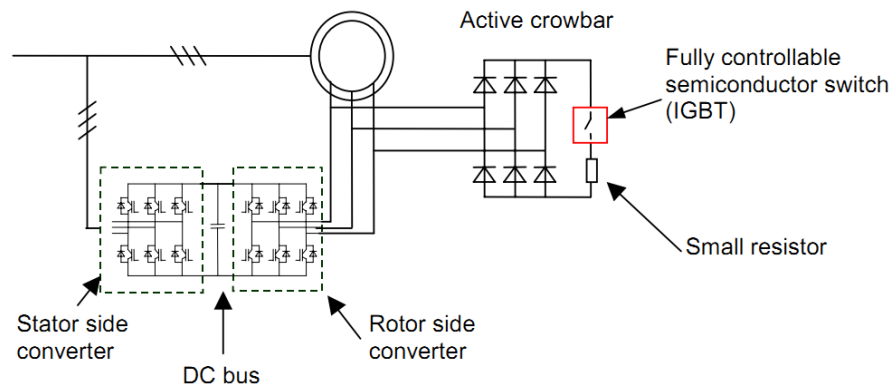 Active crowbar
Fully controllable
semiconductor switch
(IGBT)
Small resistor
Stator side
converter
DC bus
Rotor side
converter